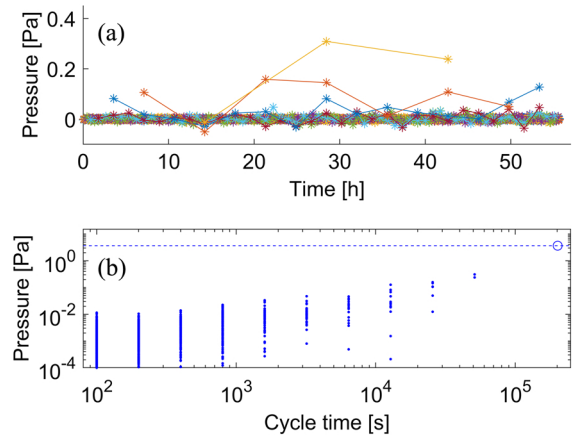 (a)
Pressure [Pa]
0.4
0.2
0
0 10 20 30 40 50
Time [h]
(b)
Pressure [Pa]
10^0
10^-2
10^-4
10^2 10^3 10^4 10^5
Cycle time [s]